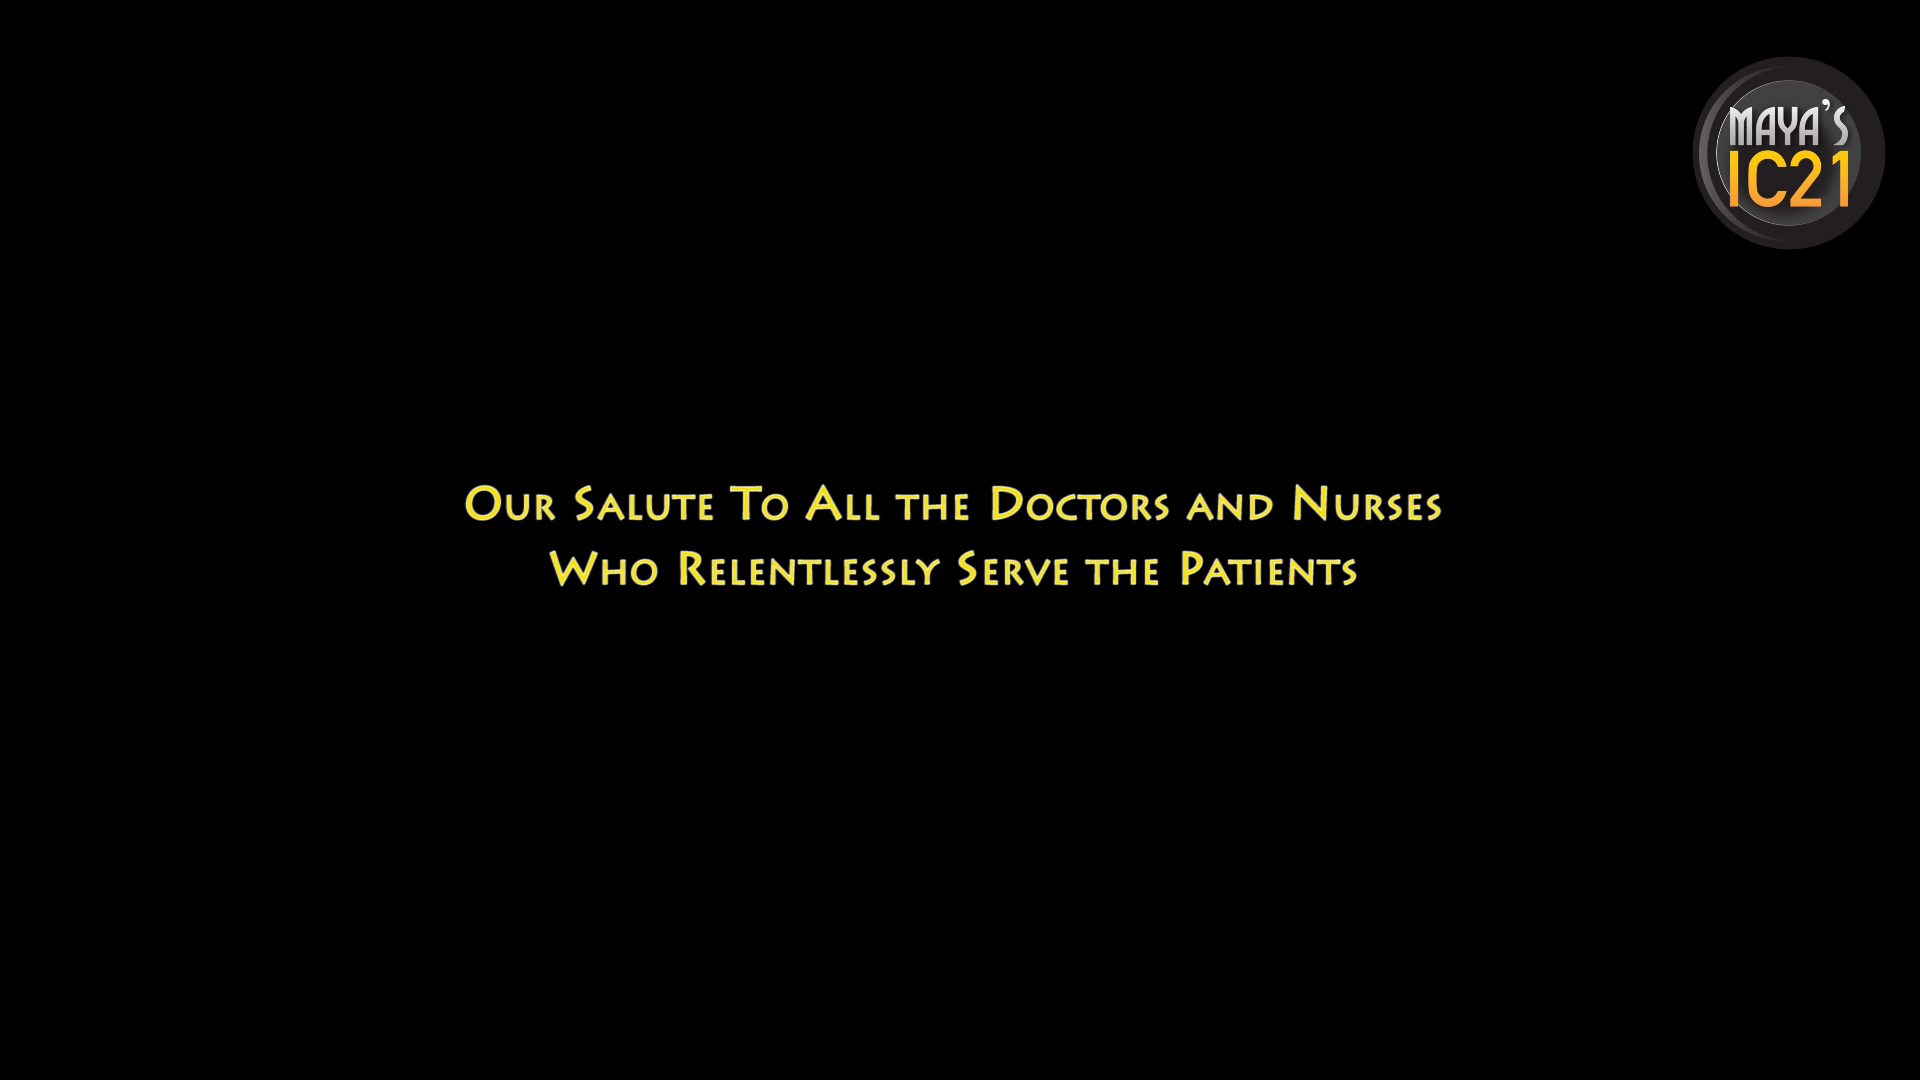 MAYA'S
IC21
Our Salute To All the Doctors and Nurses
Who Relentlessly Serve the Patients